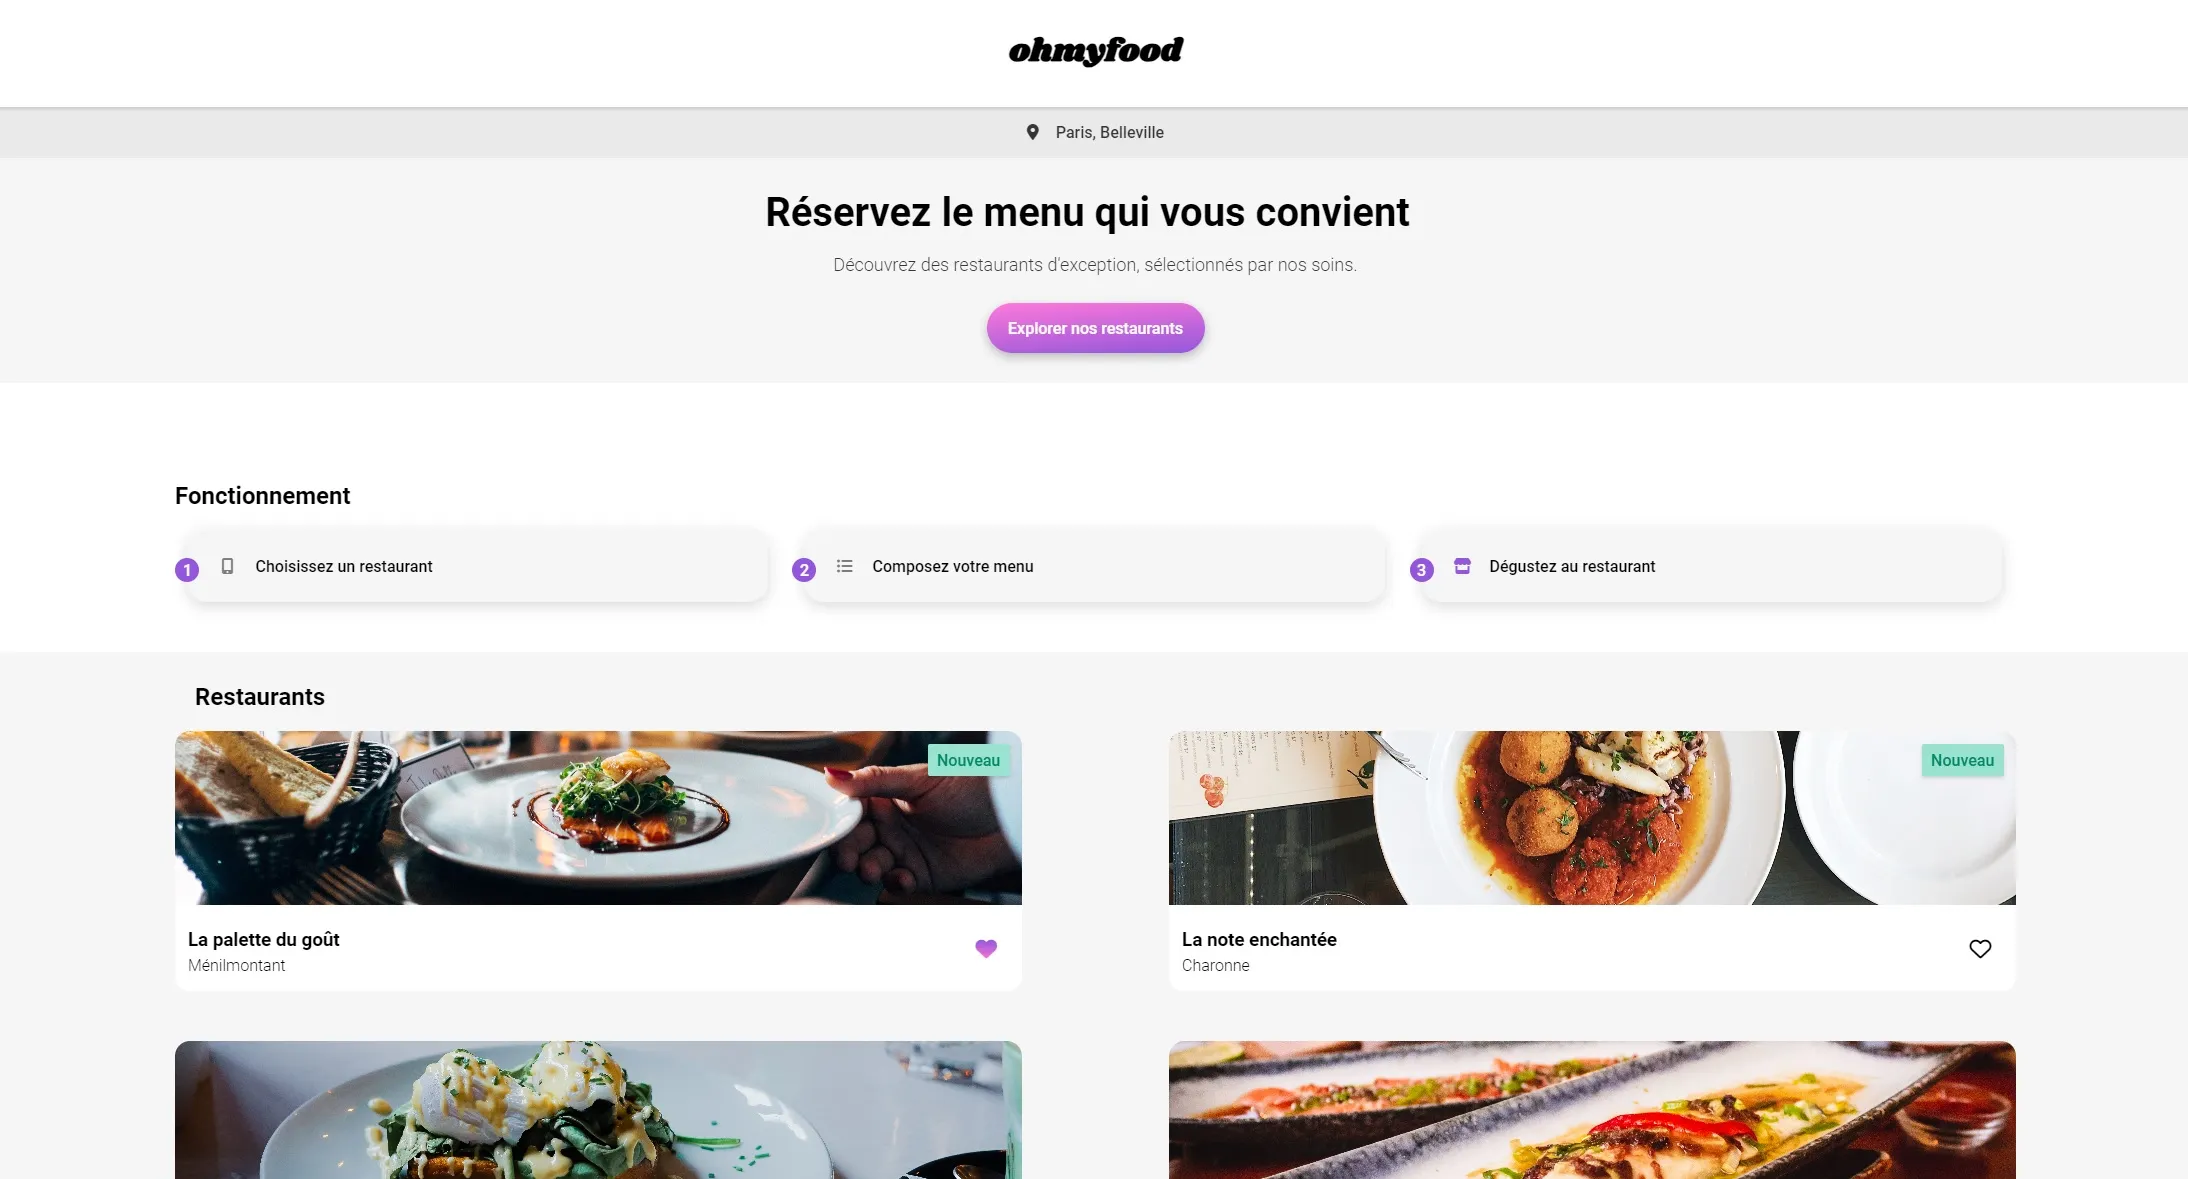 ohmyfood
Paris, Belleville
Réservez le menu qui vous convient
Découvrez des restaurants d'exception, sélectionnés par nos soins.
Explorer nos restaurants
Fonctionnement
1 Choisissez un restaurant
2 Composez votre menu
3 Dégustez au restaurant
Restaurants
Nouveau
La palette du goût
Ménilmontant
Nouveau
La note enchantée
Charonne